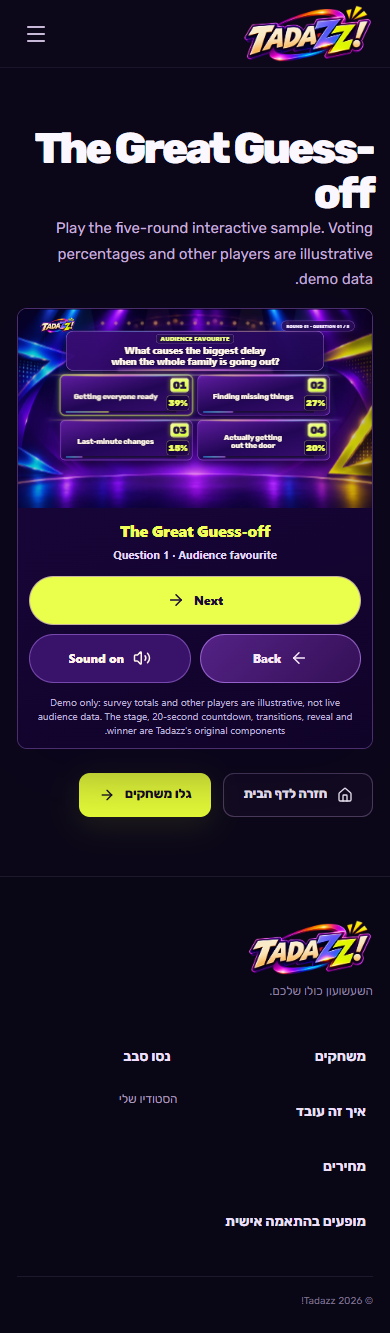 TADAZZ!
The Great Guess-
off
Play the five-round interactive sample. Voting
percentages and other players are illustrative
demo data.
TADAZZ!
ROUND 01 • QUESTION 01 / 5
AUDIENCE FAVOURITE
What causes the biggest delay
when the whole family is going out?
01
Getting everyone ready
39%
02
Finding missing things
27%
03
Last-minute changes
15%
04
Actually getting
out the door
20%
The Great Guess-off
Question 1 · Audience favourite
Next
Sound on
Back
Demo only: survey totals and other players are illustrative, not live
audience data. The stage, 20-second countdown, transitions, reveal and
winner are Tadazz's original components.
חזרה לדף הבית
גלו משחקים
TADAZZ!
השעשועון כולו שלכם.
משחקים
נסו סבב
הסטודיו שלי
איך זה עובד
מחירים
מופעים בהתאמה אישית
© 2026 Tadazz!